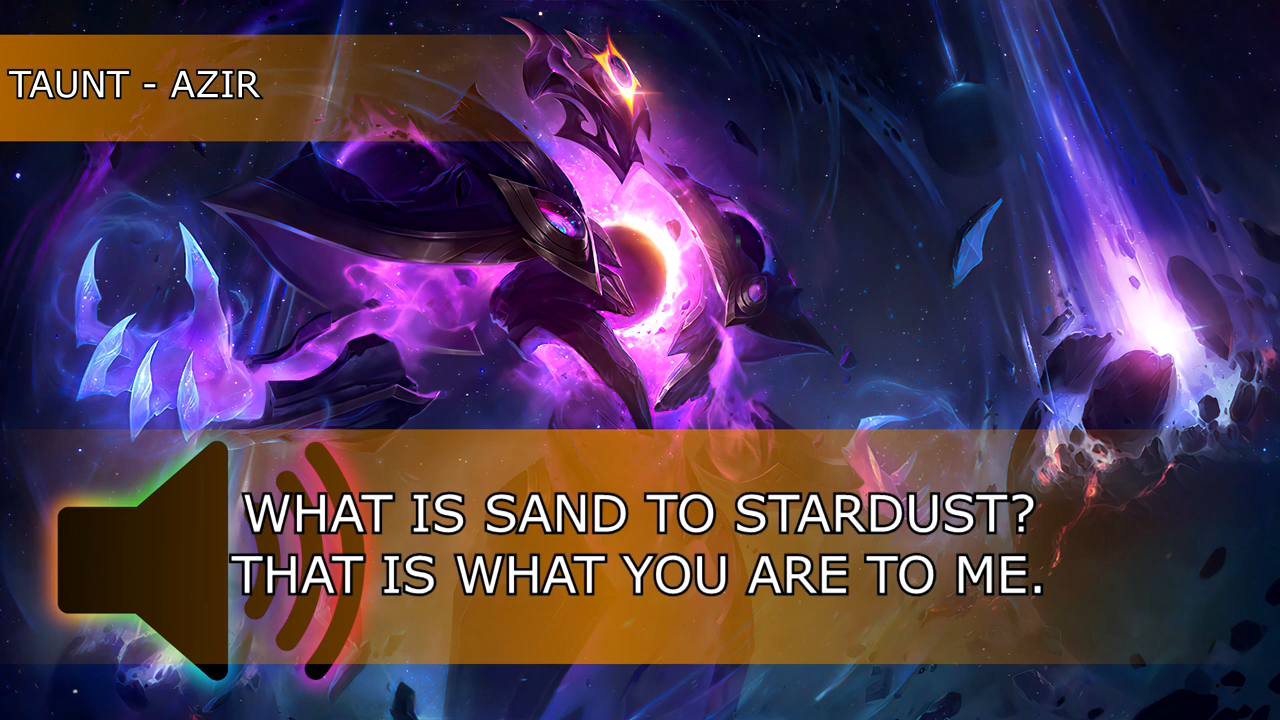 TAUNT - AZIR
WHAT IS SAND TO STARDUST?
THAT IS WHAT YOU ARE TO ME.